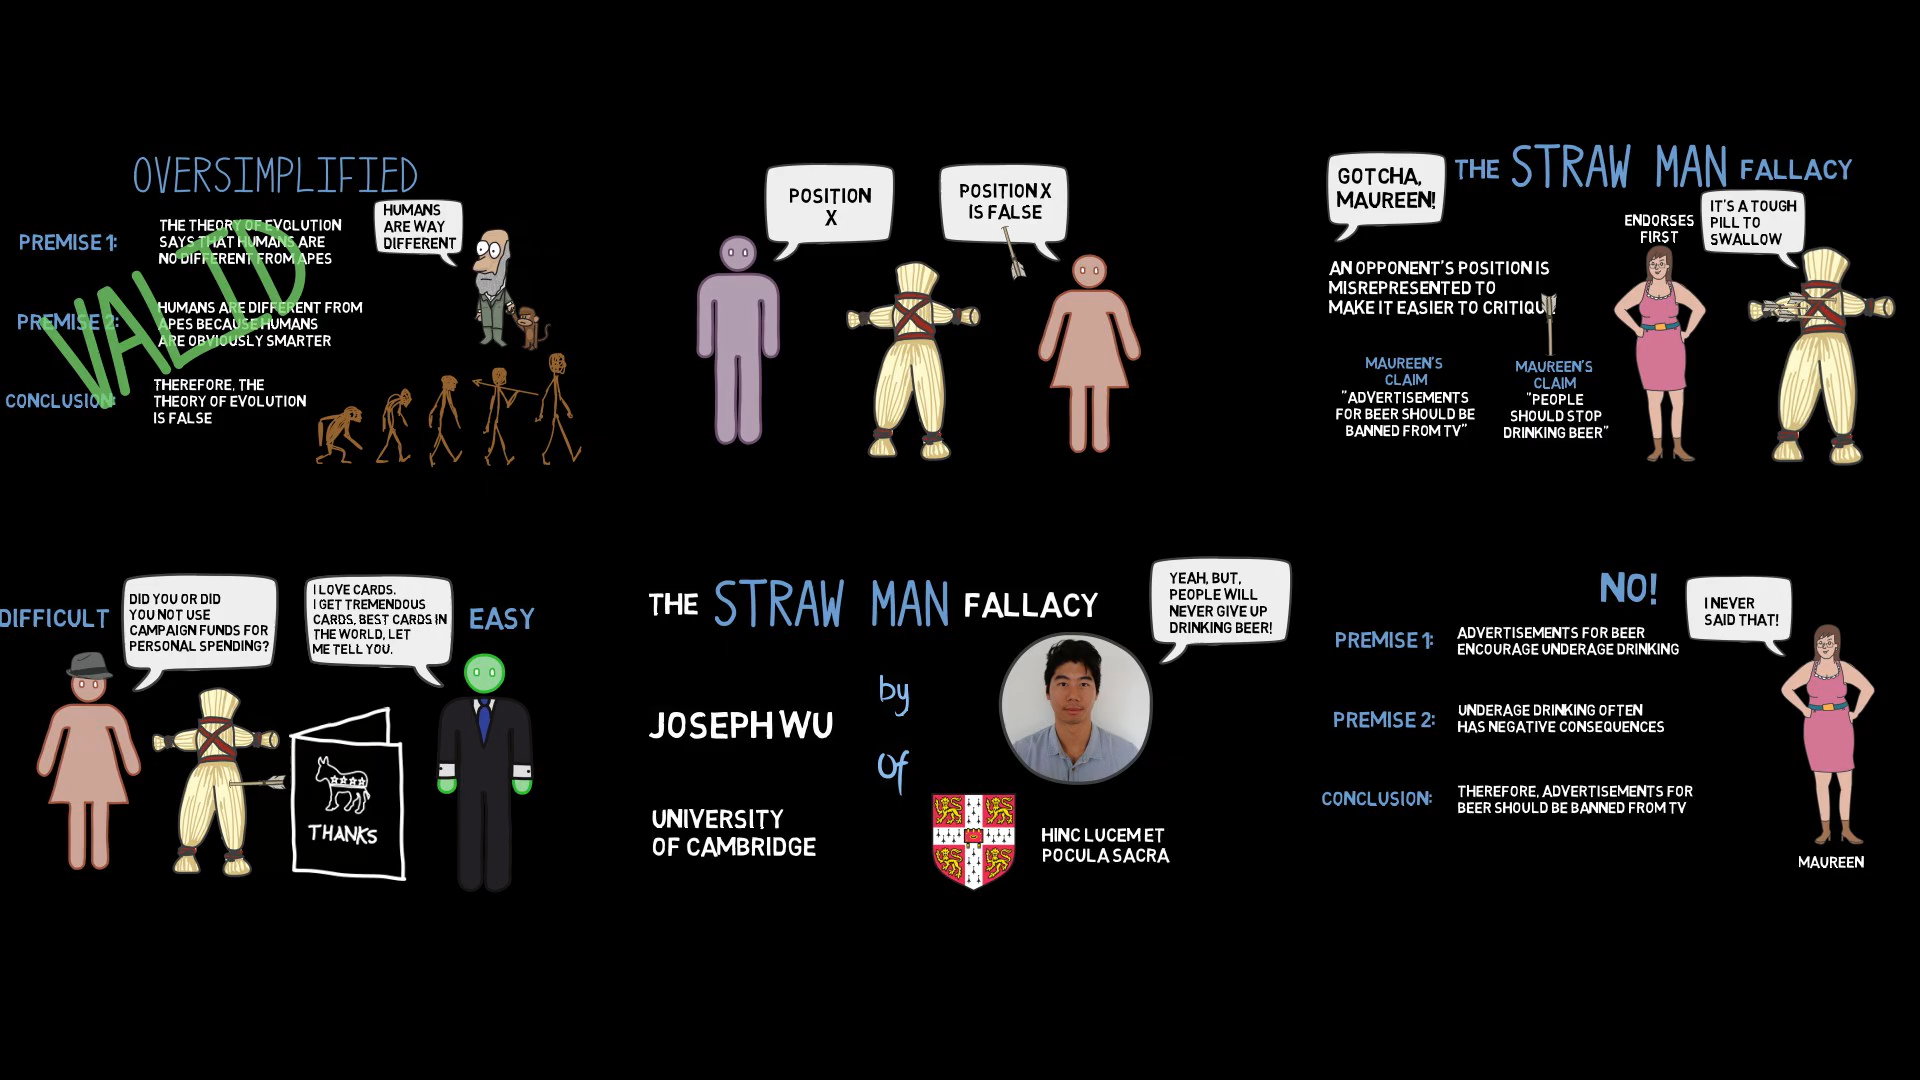 OVERSIMPLIFIED
PREMISE 1:
THE THEORY OF EVOLUTION
SAYS THAT HUMANS ARE
NO DIFFERENT FROM APES
HUMANS
ARE WAY
DIFFERENT
PREMISE 2:
HUMANS ARE DIFFERENT FROM
APES BECAUSE HUMANS
ARE OBVIOUSLY SMARTER
VALID
CONCLUSION:
THEREFORE, THE
THEORY OF EVOLUTION
IS FALSE
POSITION
X
POSITION X
IS FALSE
GOTCHA,
MAUREEN!
THE STRAW MAN FALLACY
ENDORSES
FIRST
IT'S A TOUGH
PILL TO
SWALLOW
AN OPPONENT'S POSITION IS
MISREPRESENTED TO
MAKE IT EASIER TO CRITIQUE
MAUREEN'S
CLAIM
"ADVERTISEMENTS
FOR BEER SHOULD BE
BANNED FROM TV"
MAUREEN'S
CLAIM
"PEOPLE
SHOULD STOP
DRINKING BEER"
DIFFICULT
DID YOU OR DID
YOU NOT USE
CAMPAIGN FUNDS FOR
PERSONAL SPENDING?
I LOVE CARDS.
I GET TREMENDOUS
CARDS, BEST CARDS IN
THE WORLD, LET
ME TELL YOU.
EASY
THANKS
THE STRAW MAN FALLACY
YEAH, BUT,
PEOPLE WILL
NEVER GIVE UP
DRINKING BEER!
by
JOSEPH WU
Of
UNIVERSITY
OF CAMBRIDGE
HINC LUCEM ET
POCULA SACRA
NO!
I NEVER
SAID THAT!
PREMISE 1:
ADVERTISEMENTS FOR BEER
ENCOURAGE UNDERAGE DRINKING
PREMISE 2:
UNDERAGE DRINKING OFTEN
HAS NEGATIVE CONSEQUENCES
CONCLUSION:
THEREFORE, ADVERTISEMENTS FOR
BEER SHOULD BE BANNED FROM TV
MAUREEN